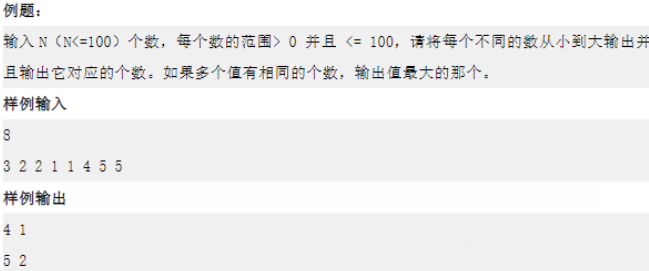 例题：
输入 N（N<=100）个数，每个数的范围> 0 并且 <= 100，请将每个不同的数从小到大输出并
且输出它对应的个数。如果多个值有相同的个数，输出值最大的那个。
样例输入
8
3 2 2 1 1 4 5 5
样例输出
4 1
5 2